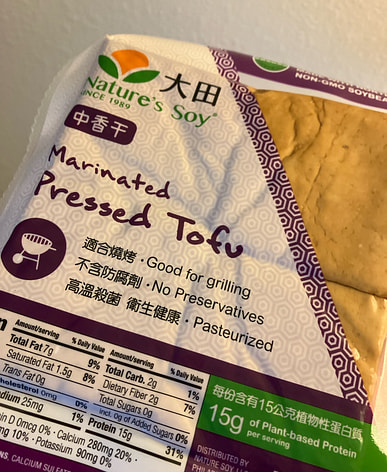 NON-GMO SOYBE
大田
Nature's Soy®
SINCE 1989
中香干
Marinated
Pressed Tofu
適合燒烤・Good for grilling
不含防腐劑・No Preservatives
高溫殺菌 衛生健康・Pasteurized
Amount/serving % Daily Value
Total Fat 7g 9%
Saturated Fat 1.5g 8%
Trans Fat 0g
Cholesterol 0mg 0%
Sodium 25mg 1%
Amount/serving % Daily Value
Total Carb. 2g 1%
Dietary Fiber 2g 7%
Total Sugars 0g
incl. 0g of Added Sugars 0%
Protein 15g 31%
D 0mcg 0% · Calcium 280mg 20% ·
10% · Potassium 90mg 0%
CALCIUM SULFAT
每份含有15公克植物性蛋白質
15g of Plant-based Protein
per serving
DISTRIBUTED BY
NATURE SOY